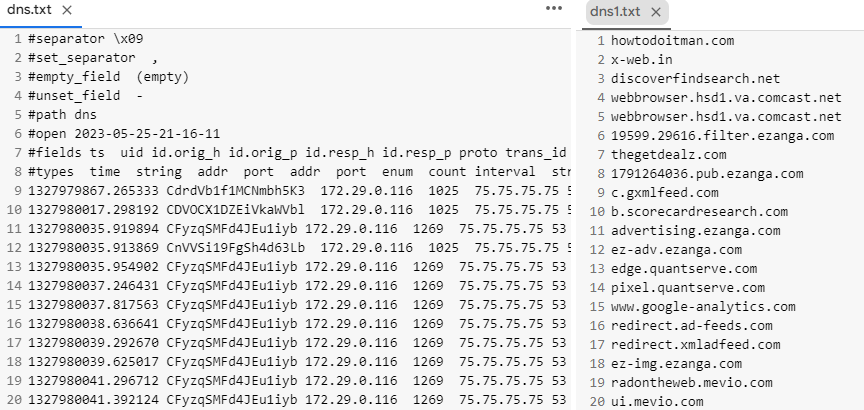 dns.txt ×
•••
1 #separator \x09
2 #set_separator  ,
3 #empty_field  (empty)
4 #unset_field  -
5 #path dns
6 #open 2023-05-25-21-16-11
7 #fields ts  uid id.orig_h id.orig_p id.resp_h id.resp_p proto trans_id
8 #types  time  string  addr  port  addr  port  enum  count interval  str
9 1327979867.265333 CdrdVb1f1MCNmbh5K3  172.29.0.116  1025  75.75.75.75 5
10 1327980017.298192 CDVOCX1DZEiVkaWVbl  172.29.0.116  1025  75.75.75.75 5
11 1327980035.919894 CFyzqSMFd4JEu1iyb 172.29.0.116  1269  75.75.75.75 53
12 1327980035.913869 CnVVSi19FgSh4d63Lb  172.29.0.116  1025  75.75.75.75 5
13 1327980035.954902 CFyzqSMFd4JEu1iyb 172.29.0.116  1269  75.75.75.75 53
14 1327980037.246431 CFyzqSMFd4JEu1iyb 172.29.0.116  1269  75.75.75.75 53
15 1327980037.817563 CFyzqSMFd4JEu1iyb 172.29.0.116  1269  75.75.75.75 53
16 1327980038.636641 CFyzqSMFd4JEu1iyb 172.29.0.116  1269  75.75.75.75 53
17 1327980039.292670 CFyzqSMFd4JEu1iyb 172.29.0.116  1269  75.75.75.75 53
18 1327980039.625017 CFyzqSMFd4JEu1iyb 172.29.0.116  1269  75.75.75.75 53
19 1327980041.296712 CFyzqSMFd4JEu1iyb 172.29.0.116  1269  75.75.75.75 53
20 1327980041.392124 CFyzqSMFd4JEu1iyb 172.29.0.116  1269  75.75.75.75 53
dns1.txt ×
1 howtodoitman.com
2 x-web.in
3 discoverfindsearch.net
4 webbrowser.hsd1.va.comcast.net
5 webbrowser.hsd1.va.comcast.net
6 19599.29616.filter.ezanga.com
7 thegetdealz.com
8 1791264036.pub.ezanga.com
9 c.gxmlfeed.com
10 b.scorecardresearch.com
11 advertising.ezanga.com
12 ez-adv.ezanga.com
13 edge.quantserve.com
14 pixel.quantserve.com
15 www.google-analytics.com
16 redirect.ad-feeds.com
17 redirect.xmladfeed.com
18 ez-img.ezanga.com
19 radontheweb.mevio.com
20 ui.mevio.com